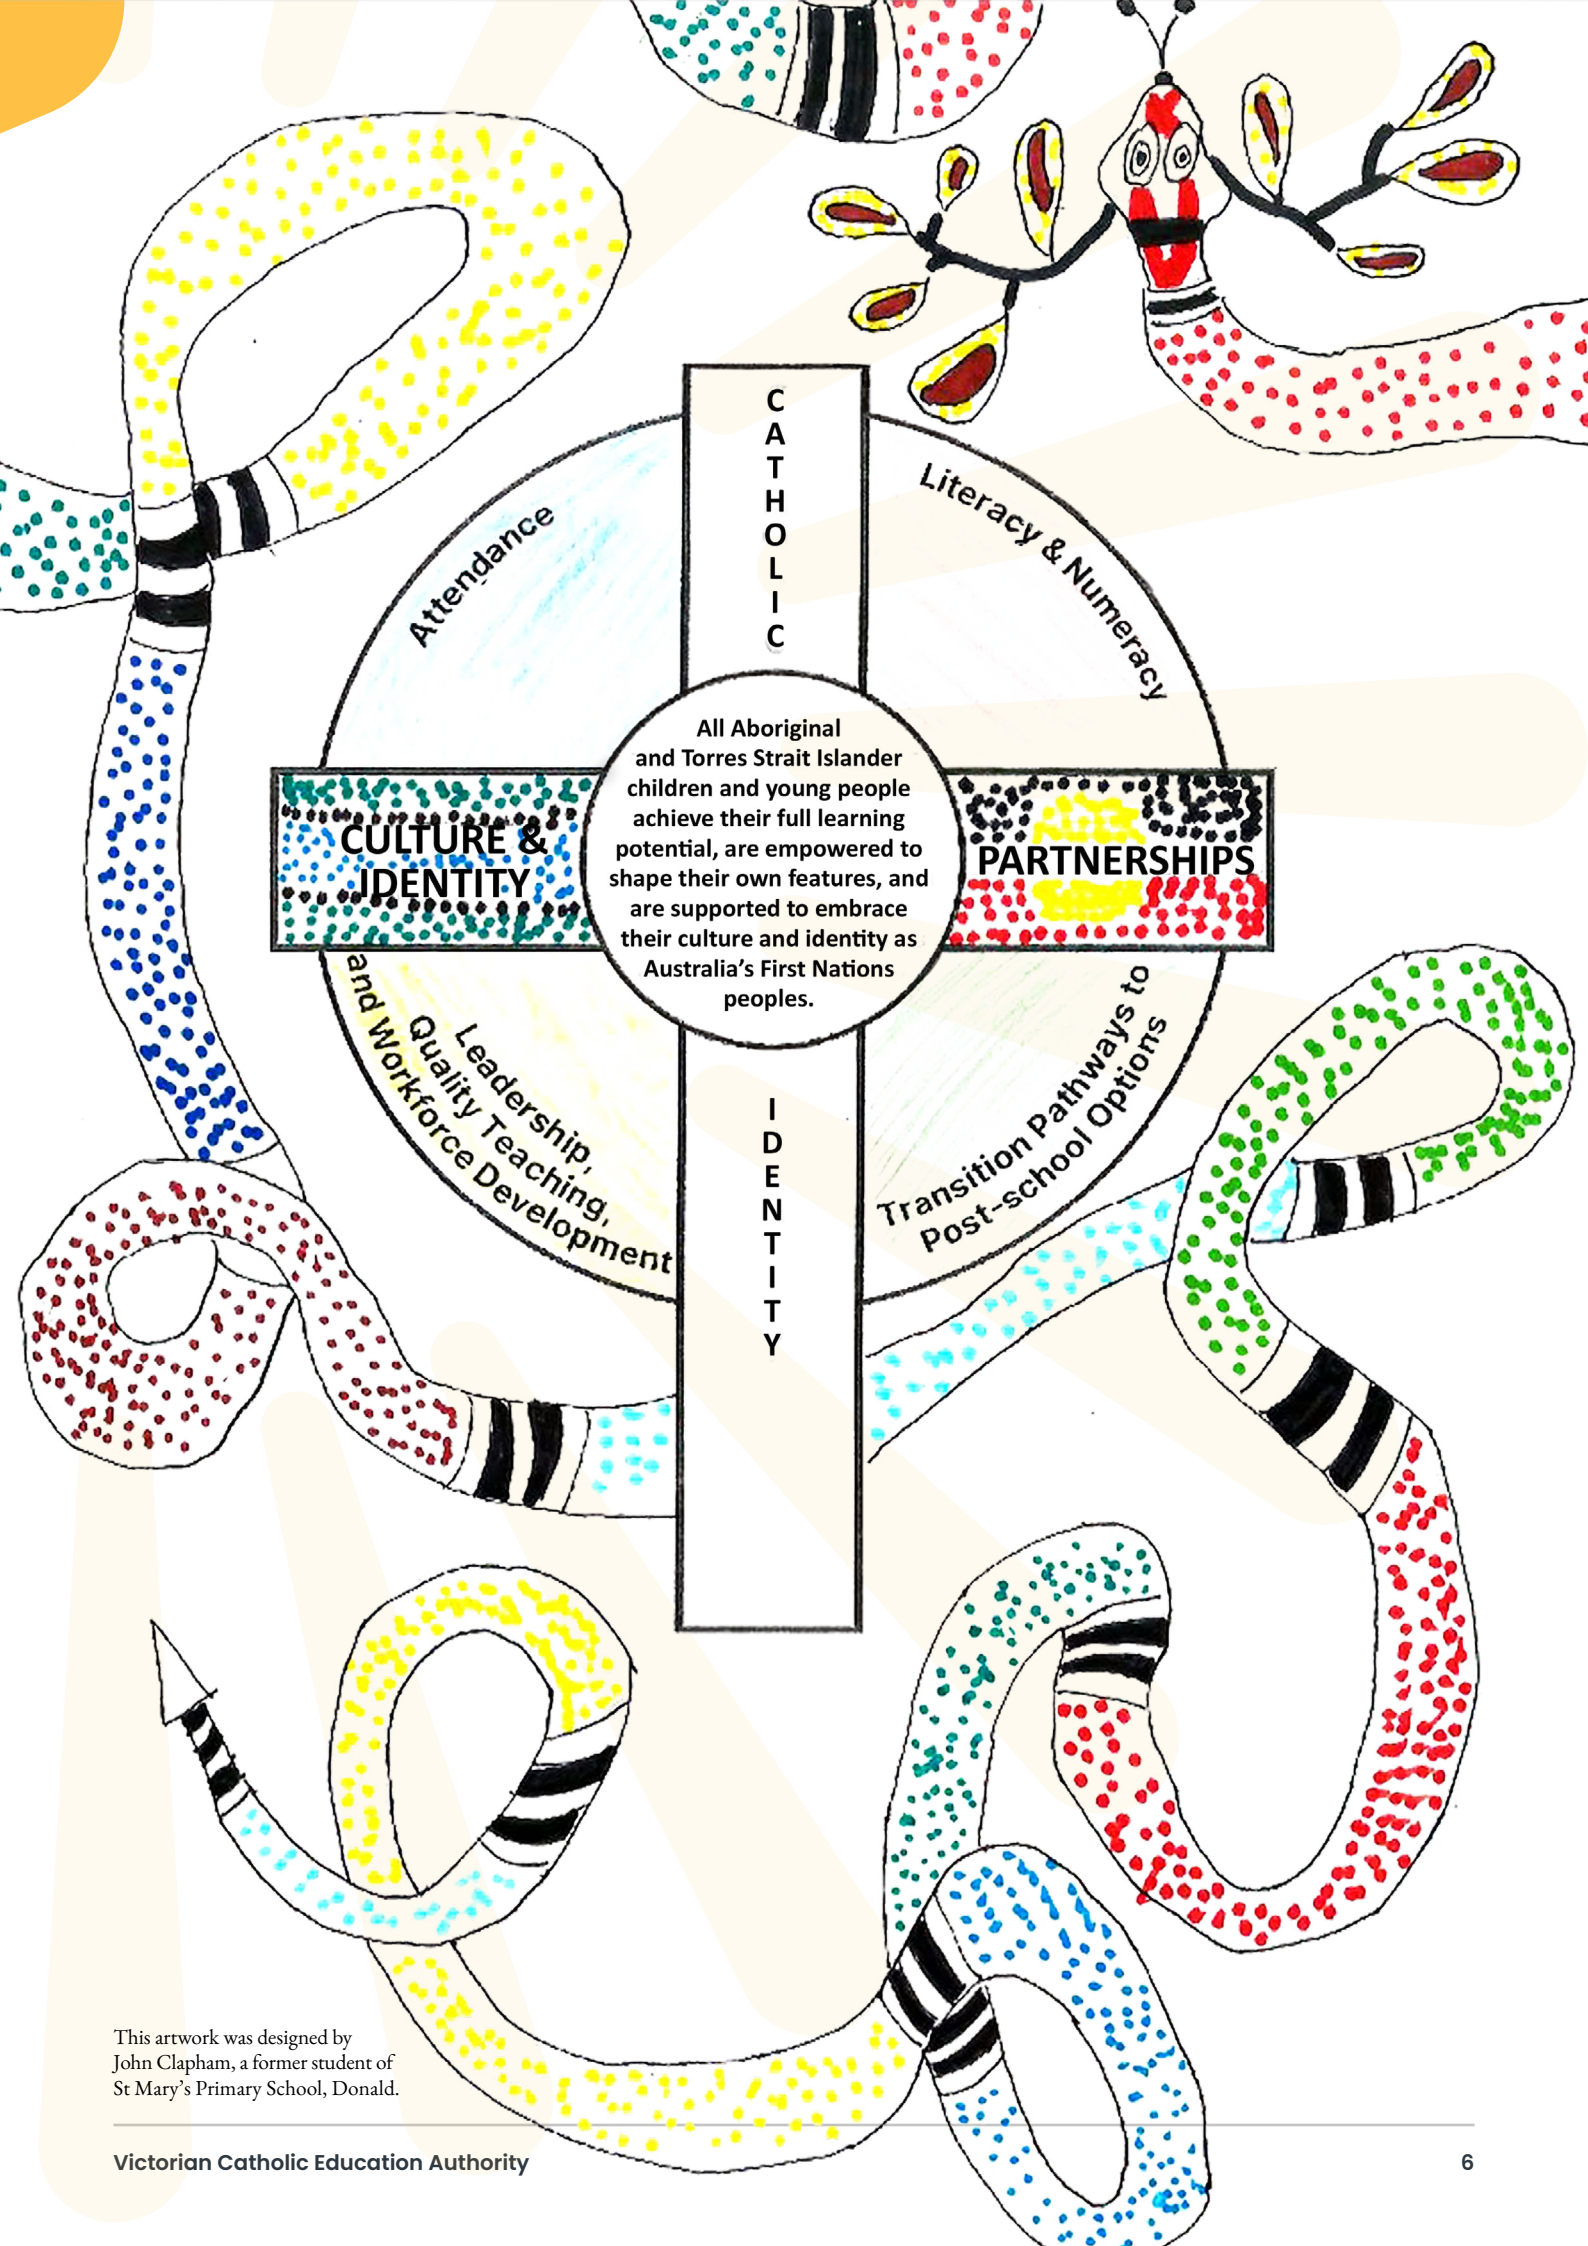 CATHOLIC
Attendance
Literacy & Numeracy
All Aboriginal
and Torres Strait Islander
children and young people
achieve their full learning
potential, are empowered to
shape their own features, and
are supported to embrace
their culture and identity as
Australia's First Nations
peoples.
CULTURE &
IDENTITY
PARTNERSHIPS
Leadership,
Quality Teaching,
and Workforce Development
Transition Pathways to
Post-school Options
IDENTITY
This artwork was designed by
John Clapham, a former student of
St Mary's Primary School, Donald.
Victorian Catholic Education Authority
6